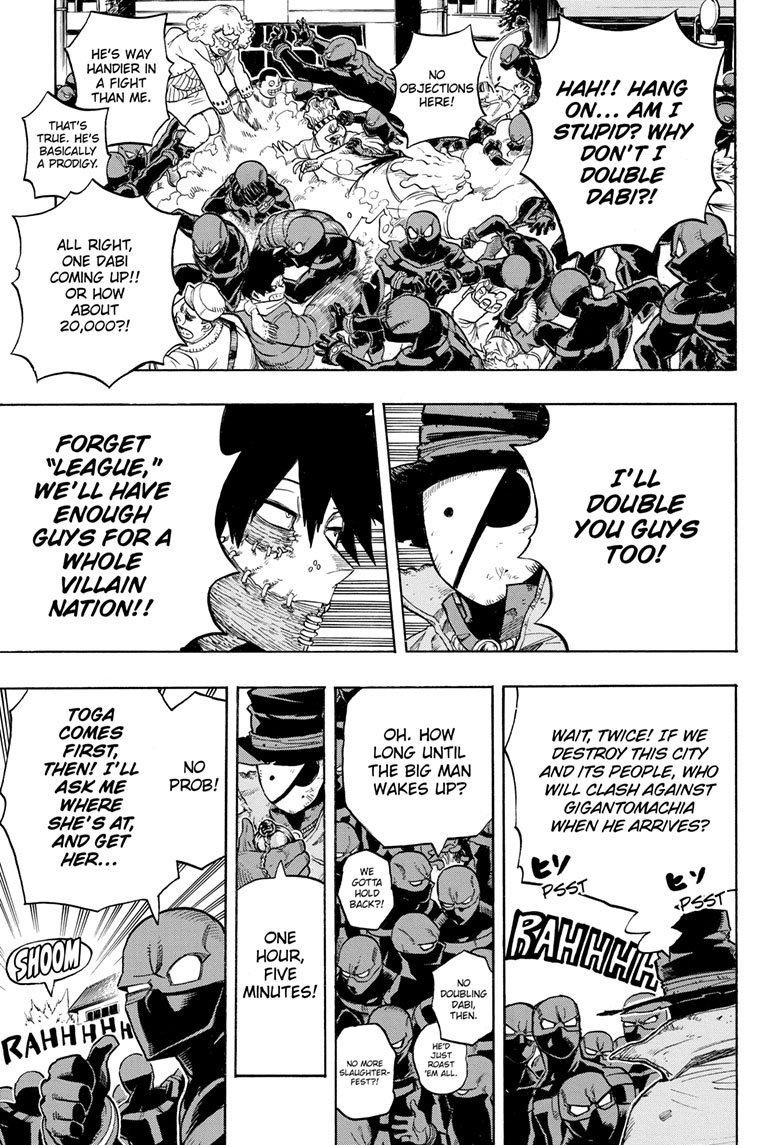 HAH!! HANG
ON... AM I
STUPID? WHY
DON'T I
DOUBLE
DABI?!
NO
OBJECTIONS
HERE!
HE'S WAY
HANDIER IN
A FIGHT
THAN ME.
THAT'S
TRUE. HE'S
BASICALLY
A PRODIGY.
ALL RIGHT,
ONE DABI
COMING UP!!
OR HOW
ABOUT
20,000?!
I'LL
DOUBLE
YOU GUYS
TOO!
FORGET
"LEAGUE,"
WE'LL HAVE
ENOUGH
GUYS FOR A
WHOLE
VILLAIN
NATION!!
WAIT, TWICE! IF WE
DESTROY THIS CITY
AND ITS PEOPLE, WHO
WILL CLASH AGAINST
GIGANTOMACHIA
WHEN HE ARRIVES?
ヒソ
PSST
ヒソ
PSST
RAHHHH
OH. HOW
LONG UNTIL
THE BIG MAN
WAKES UP?
WE
GOTTA
HOLD
BACK?!
NO
DOUBLING
DABI,
THEN.
HE'D
JUST
ROAST
'EM ALL.
NO MORE
SLAUGHTER-
FEST?!
ONE
HOUR,
FIVE
MINUTES!
NO
PROB!
TOGA
COMES
FIRST,
THEN! I'LL
ASK ME
WHERE
SHE'S AT,
AND GET
HER...
SHOOM
RAHHHHH